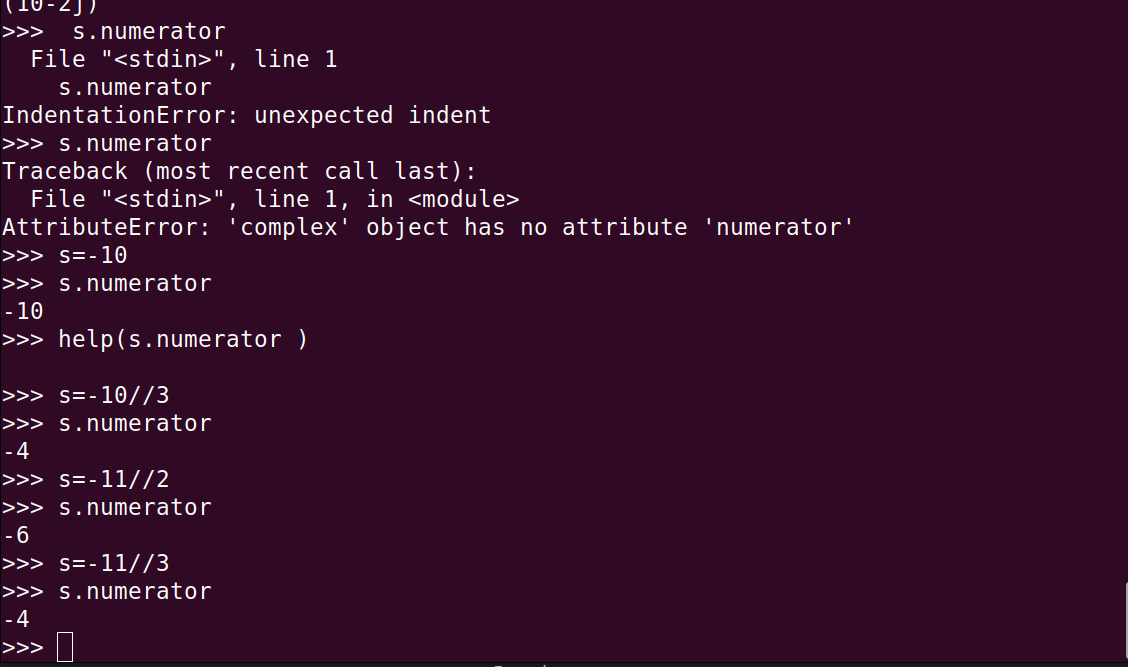 (10-2j)
>>>  s.numerator
  File "<stdin>", line 1
    s.numerator
IndentationError: unexpected indent
>>> s.numerator
Traceback (most recent call last):
  File "<stdin>", line 1, in <module>
AttributeError: 'complex' object has no attribute 'numerator'
>>> s=-10
>>> s.numerator
-10
>>> help(s.numerator )

>>> s=-10//3
>>> s.numerator
-4
>>> s=-11//2
>>> s.numerator
-6
>>> s=-11//3
>>> s.numerator
-4
>>>